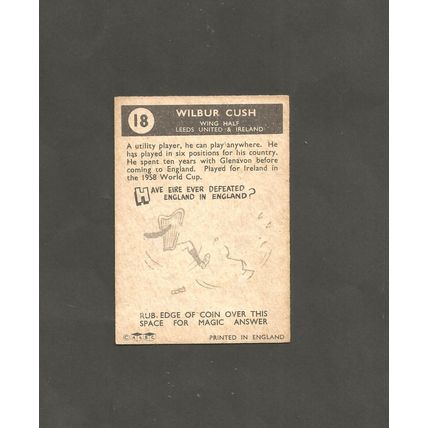 18
WILBUR CUSH
WING HALF
LEEDS UNITED & IRELAND
A utility player, he can play anywhere. He
has played in six positions for his country.
He spent ten years with Glenavon before
coming to England. Played for Ireland in
the 1958 World Cup.
HAVE EIRE EVER DEFEATED
ENGLAND IN ENGLAND?
RUB EDGE OF COIN OVER THIS
SPACE FOR MAGIC ANSWER
© A&BC
PRINTED IN ENGLAND